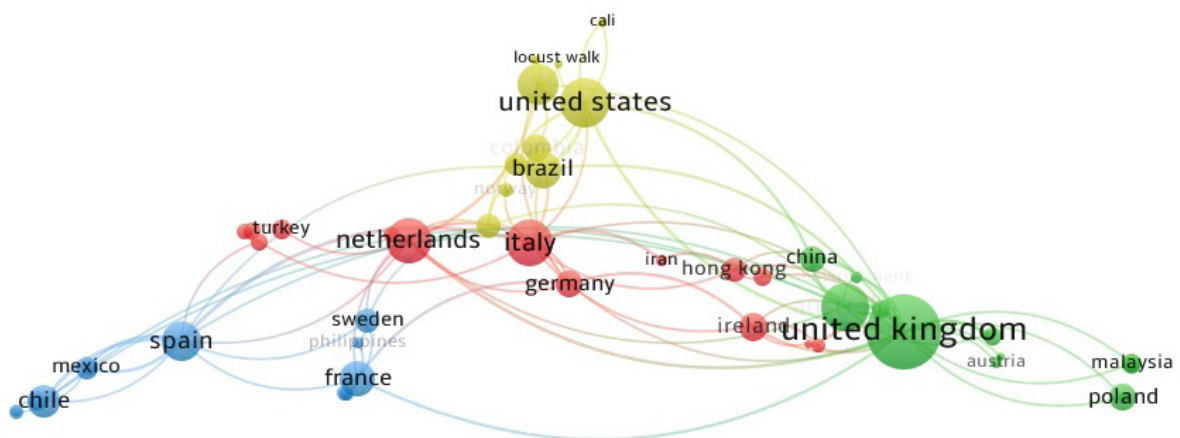 cali
locust walk
united states
colombia
brazil
norway
turkey
netherlands
italy
iran
hong kong
china
germany
sweden
philippines
ireland
united kingdom
spain
mexico
france
chile
austria
malaysia
poland